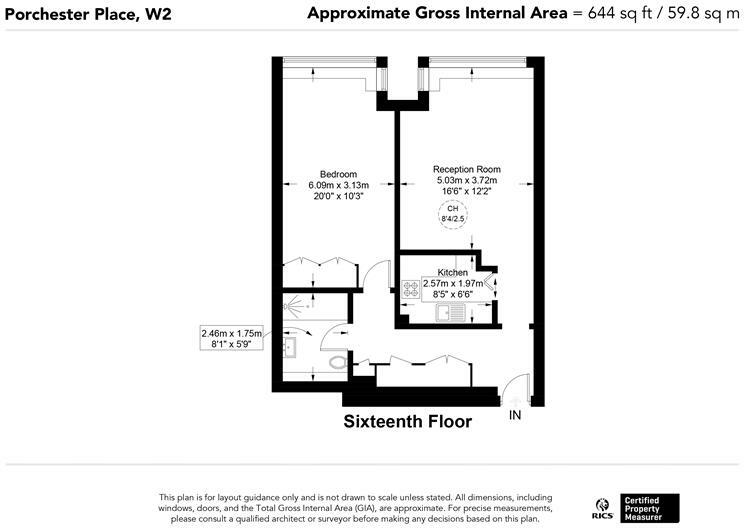 Porchester Place, W2
Approximate Gross Internal Area = 644 sq ft / 59.8 sq m
Bedroom
6.09m x 3.13m
20'0" x 10'3"
Reception Room
5.03m x 3.72m
16'6" x 12'2"
CH
8'4/2.5
Kitchen
2.57m x 1.97m
8'5" x 6'6"
2.46m x 1.75m
8'1" x 5'9"
IN
Sixteenth Floor
This plan is for layout guidance only and is not drawn to scale unless stated. All dimensions, including
windows, doors, and the Total Gross Internal Area (GIA), are approximate. For precise measurements,
please consult a qualified architect or surveyor before making any decisions based on this plan.
RICS
Certified
Property
Measurer